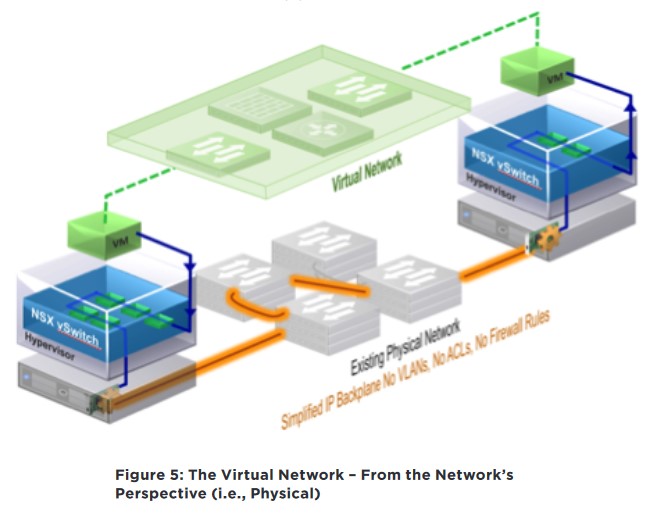 VM
NSX vSwitch
Hypervisor
Virtual Network
VM
NSX vSwitch
Hypervisor
Existing Physical Network
Simplified IP Backplane No VLANs, No ACLs, No Firewall Rules
Figure 5: The Virtual Network – From the Network's
Perspective (i.e., Physical)